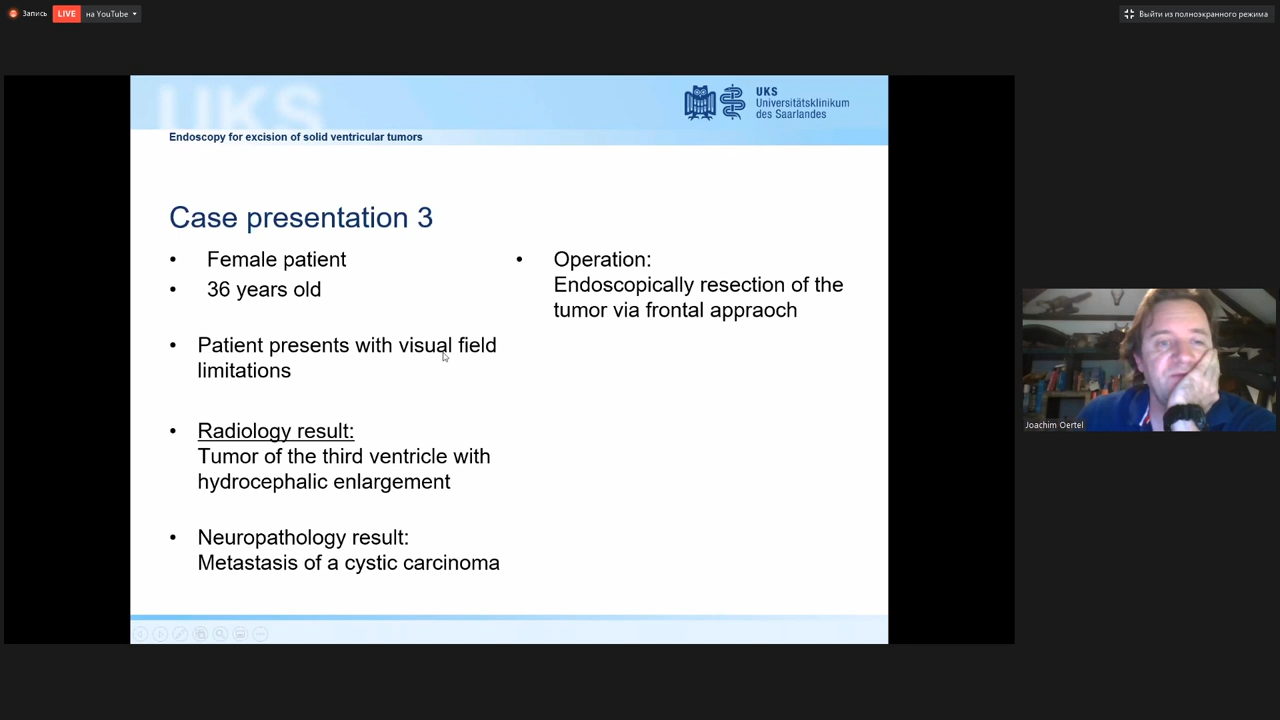 Запись
LIVE
на YouTube
Выйти из полноэкранного режима
UKS
UKS
Universitätsklinikum
des Saarlandes
Endoscopy for excision of solid ventricular tumors
Case presentation 3
• Female patient
• 36 years old
• Patient presents with visual field
limitations
• Radiology result:
Tumor of the third ventricle with
hydrocephalic enlargement
• Neuropathology result:
Metastasis of a cystic carcinoma
• Operation:
Endoscopically resection of the
tumor via frontal appraoch
Joachim Oertel